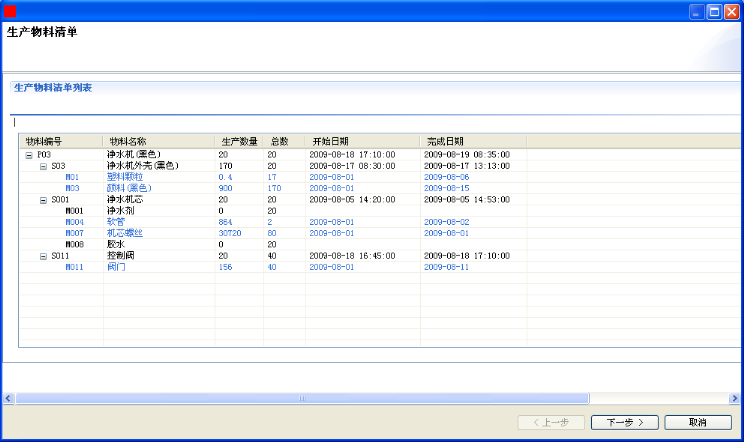 生产物料清单
生产物料清单列表
物料编号 物料名称 生产数量 总数 开始日期 完成日期
P03 净水机(黑色) 20 20 2009-08-18 17:10:00 2009-08-19 08:35:00
S03 净水机外壳(黑色) 170 20 2009-08-17 08:30:00 2009-08-17 13:13:00
M01 塑料颗粒 0.4 17 2009-08-01 2009-08-06
M03 颜料(黑色) 900 170 2009-08-01 2009-08-15
S001 净水机芯 20 20 2009-08-05 14:20:00 2009-08-05 14:53:00
M001 净水剂 0 20
M004 软管 864 2 2009-08-01 2009-08-02
M007 机芯螺丝 30720 80 2009-08-01 2009-08-01
M008 胶水 0 20
S011 控制阀 20 40 2009-08-18 16:45:00 2009-08-18 17:10:00
M011 阀门 156 40 2009-08-01 2009-08-11
< 上一步 下一步 > 取消